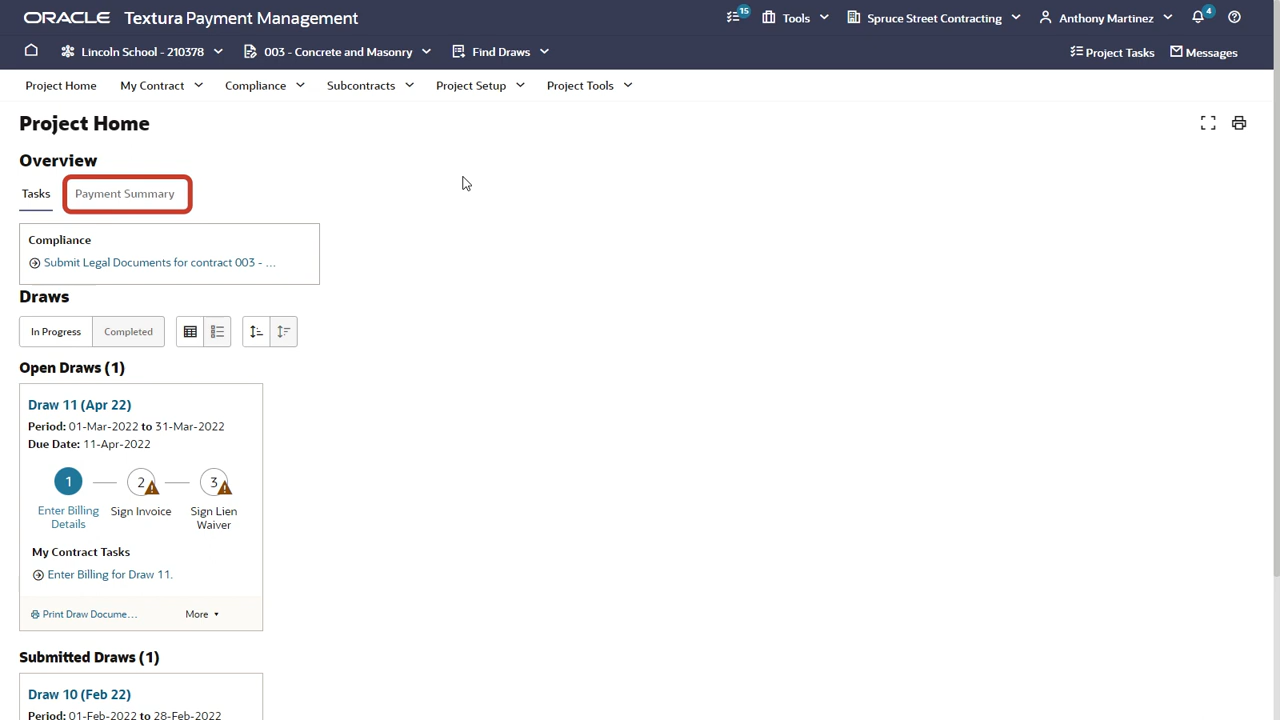 ORACLE Textura Payment Management
15
Tools
Spruce Street Contracting
Anthony Martinez
4
Lincoln School - 210378
003 - Concrete and Masonry
Find Draws
Project Tasks
Messages
Project Home
My Contract
Compliance
Subcontracts
Project Setup
Project Tools
Project Home
Overview
Tasks
Payment Summary
Compliance
Submit Legal Documents for contract 003 - ...
Draws
In Progress
Completed
Open Draws (1)
Draw 11 (Apr 22)
Period: 01-Mar-2022 to 31-Mar-2022
Due Date: 11-Apr-2022
1
2
3
Enter Billing
Details
Sign Invoice
Sign Lien
Waiver
My Contract Tasks
Enter Billing for Draw 11.
Print Draw Docume...
More
Submitted Draws (1)
Draw 10 (Feb 22)
Period: 01-Feb-2022 to 28-Feb-2022